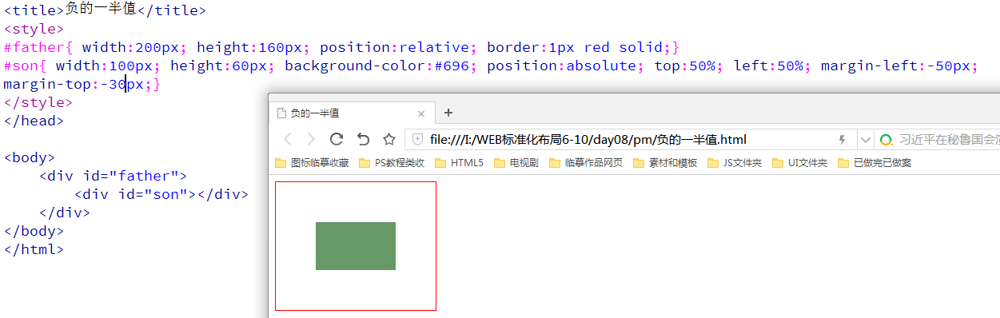 <title>负的一半值</title>
<style>
#father{ width:200px; height:160px; position:relative; border:1px red solid;}
#son{ width:100px; height:60px; background-color:#696; position:absolute; top:50%; left:50%; margin-left:-50px;
margin-top:-30px;}
</style>
</head>
<body>
<div id="father">
<div id="son"></div>
</div>
</body>
</html>
负的一半值
file:///I:/WEB标准化布局6-10/day08/pm/负的一半值.html
习近平在秘鲁国会演
图标临摹收藏 PS教程类收 HTML5 电视剧 临摹作品网页 素材和模板 JS文件夹 UI文件夹 已做完已做案